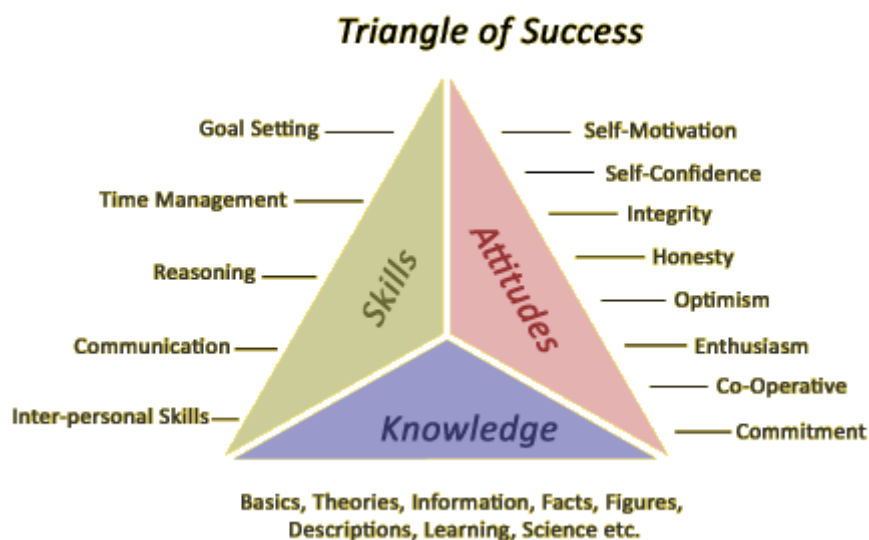 Triangle of Success
Goal Setting
Time Management
Reasoning
Communication
Inter-personal Skills
Skills
Attitudes
Self-Motivation
Self-Confidence
Integrity
Honesty
Optimism
Enthusiasm
Co-Operative
Commitment
Knowledge
Basics, Theories, Information, Facts, Figures,
Descriptions, Learning, Science etc.